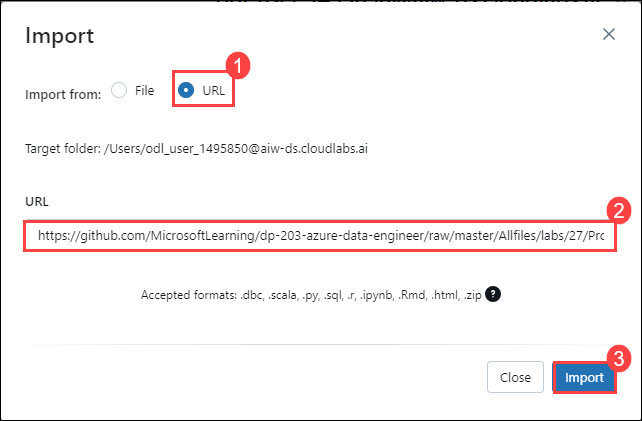 Import
1
Import from: File URL
Target folder: /Users/odl_user_1495850@aiw-ds.cloudlabs.ai
URL
2
https://github.com/MicrosoftLearning/dp-203-azure-data-engineer/raw/master/Allfiles/labs/27/Pro
Accepted formats: .dbc, .scala, .py, .sql, .r, .ipynb, .Rmd, .html, .zip ?
3
Close Import